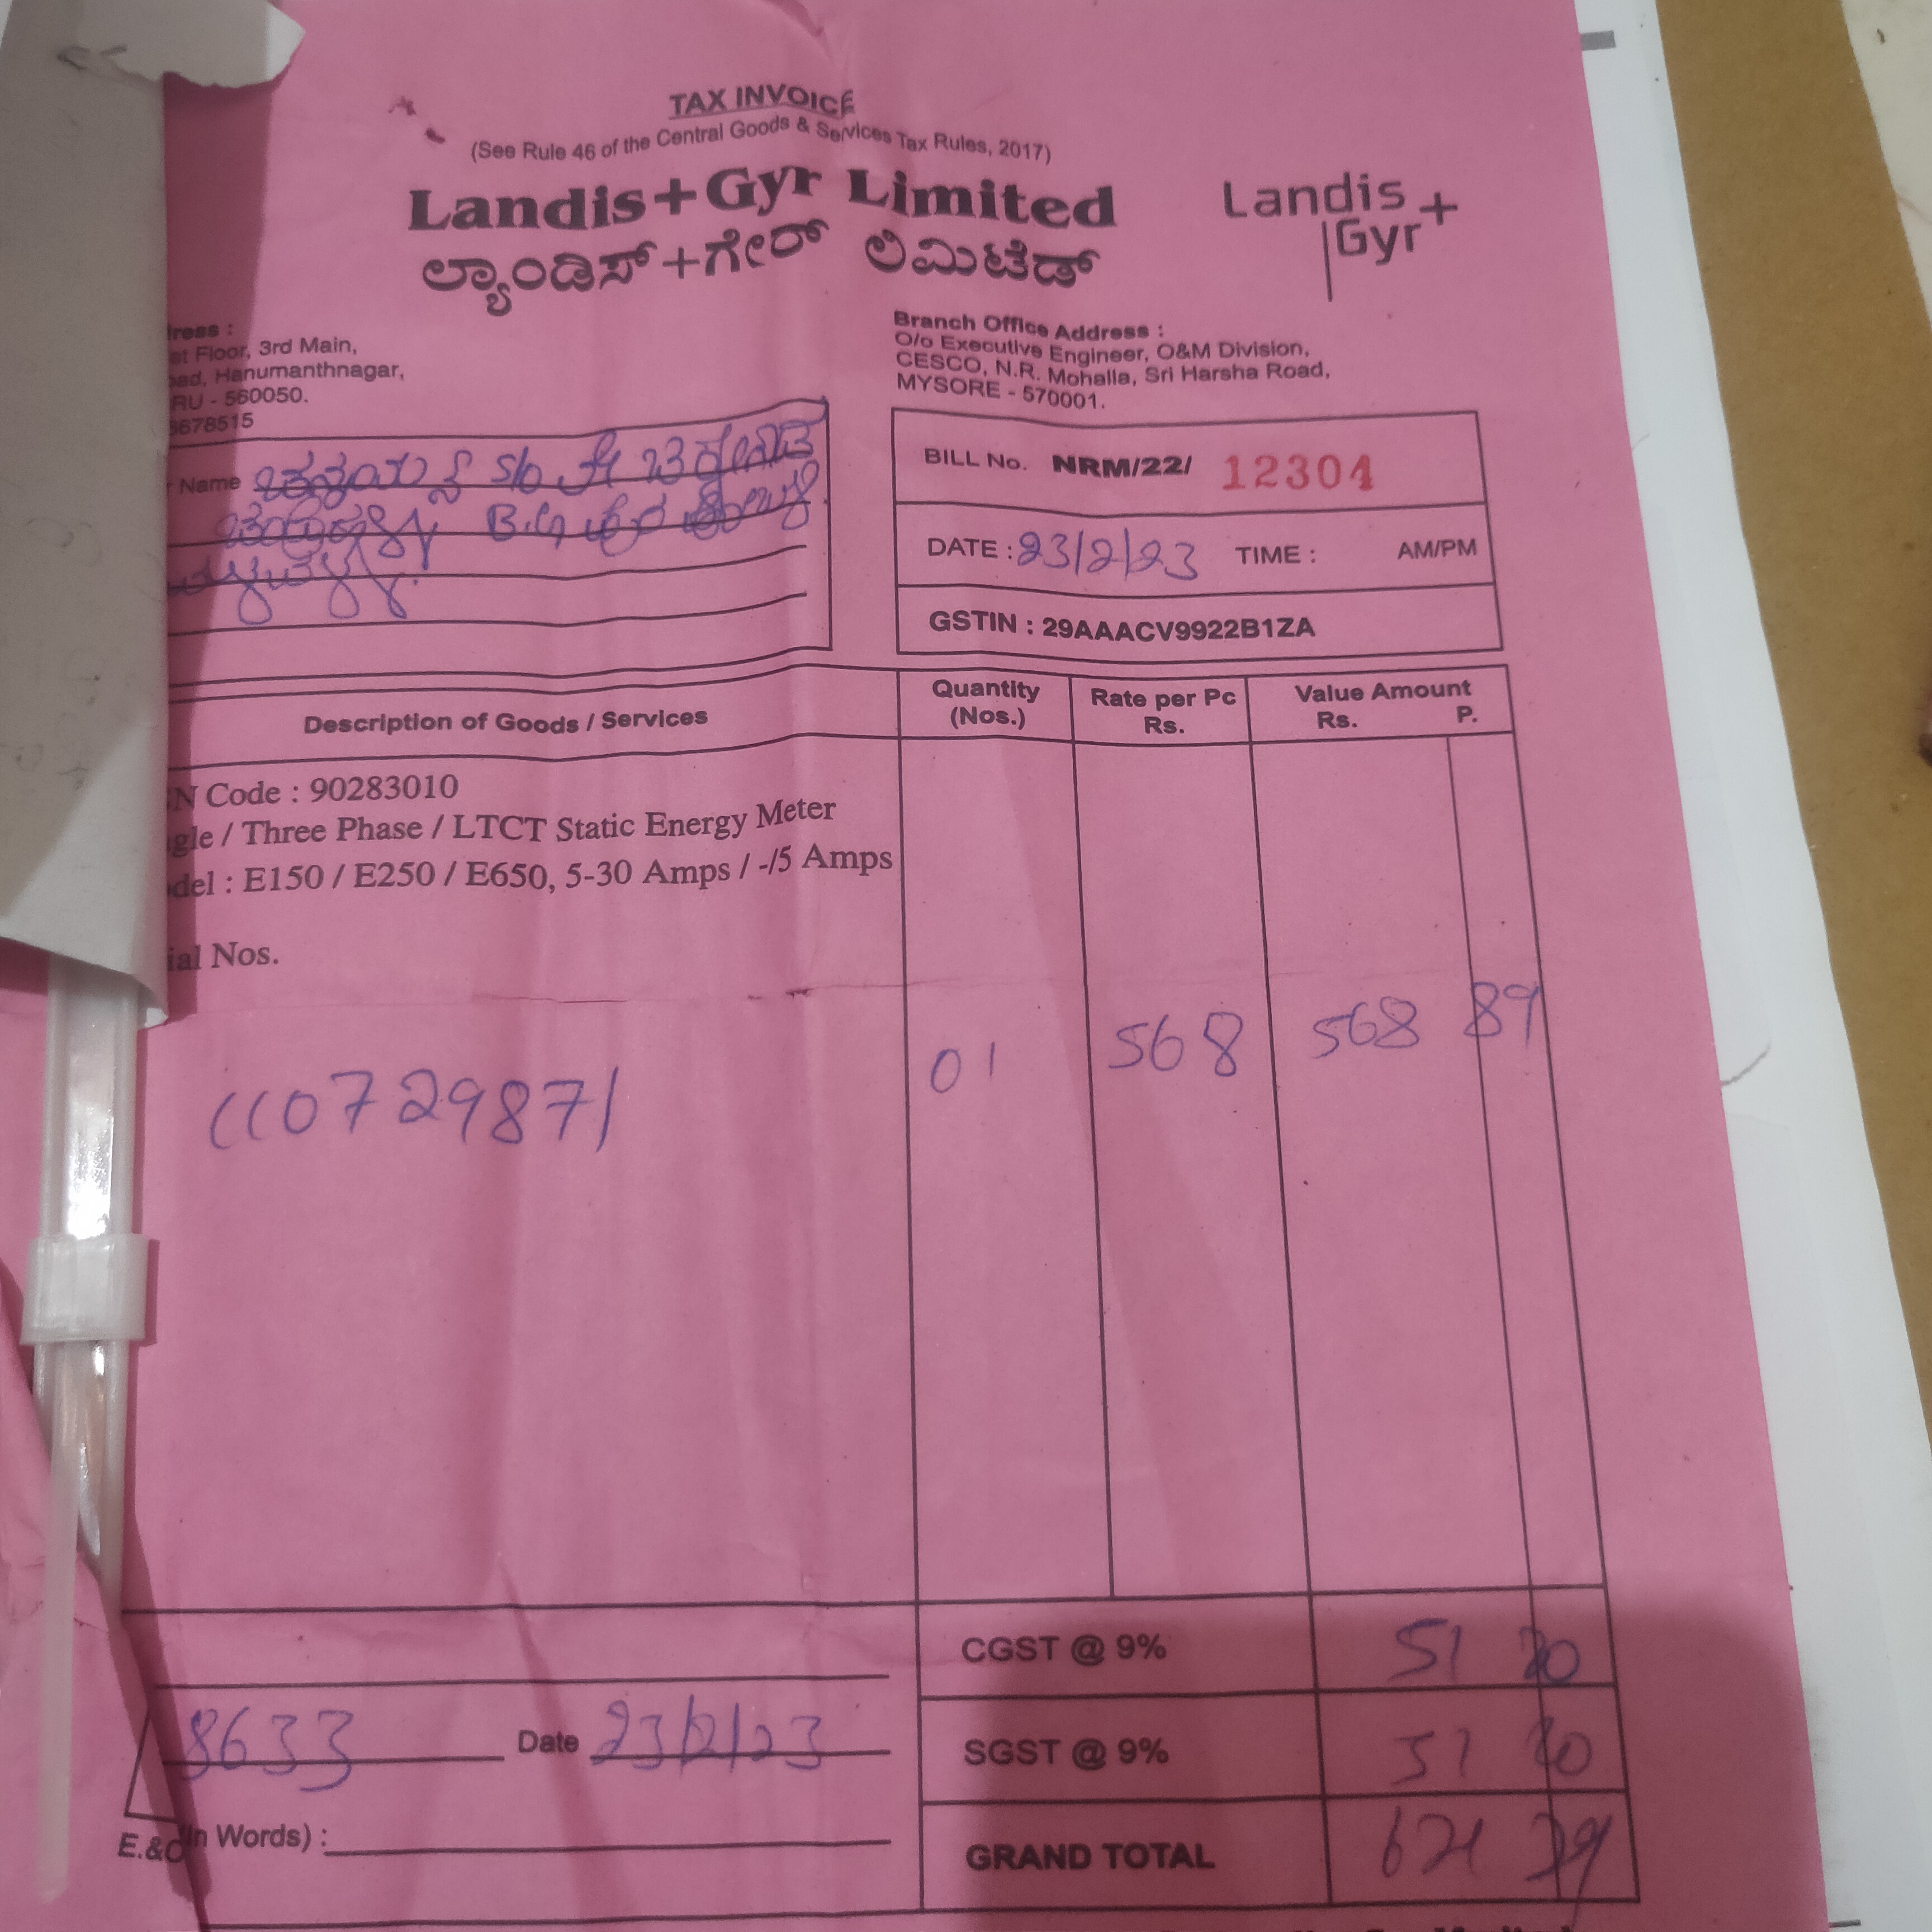 TAX INVOICE
(See Rule 46 of the Central Goods & Services Tax Rules, 2017)
Landis+Gyr Limited
ಲ್ಯಾಂಡಿಸ್+ಗೇರ್ ಲಿಮಿಟೆಡ್
Landis
Gyr+
ress :
st Floor, 3rd Main,
oad, Hanumanthnagar,
RU - 560050.
678515
Branch Office Address :
O/o Executive Engineer, O&M Division,
CESCO, N.R. Mohalla, Sri Harsha Road,
MYSORE - 570001.
Name S/o
BILL No. NRM/22/ 12304
DATE : 23/2/23 TIME : AM/PM
GSTIN : 29AAACV9922B1ZA
Description of Goods / Services
Quantity
(Nos.)
Rate per Pc
Rs.
Value Amount
Rs. P.
N Code : 90283010
gle / Three Phase / LTCT Static Energy Meter
del : E150 / E250 / E650, 5-30 Amps / -/5 Amps
ial Nos.
01 568 568 89
CGST @ 9% 51 20
8633 Date 23/2/23
SGST @ 9% 51 20
E.&O
n Words) :
GRAND TOTAL